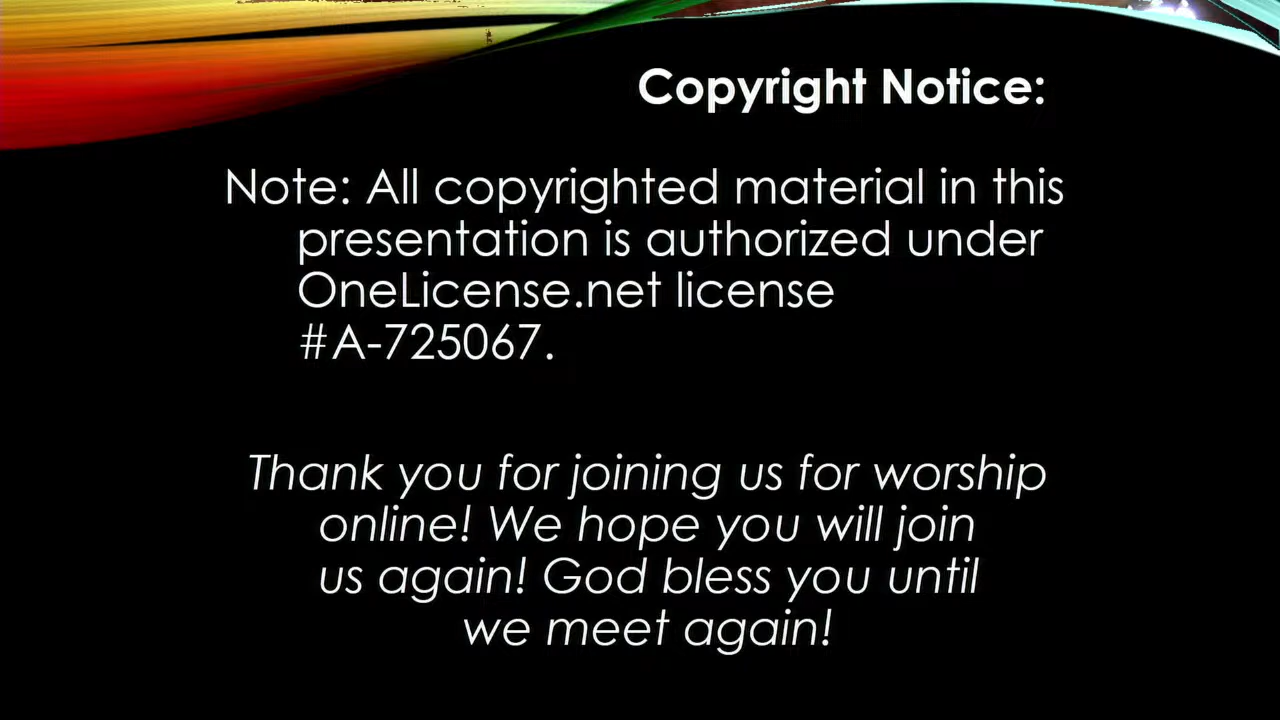 Copyright Notice:
Note: All copyrighted material in this
presentation is authorized under
OneLicense.net license
#A-725067.
Thank you for joining us for worship
online! We hope you will join
us again! God bless you until
we meet again!